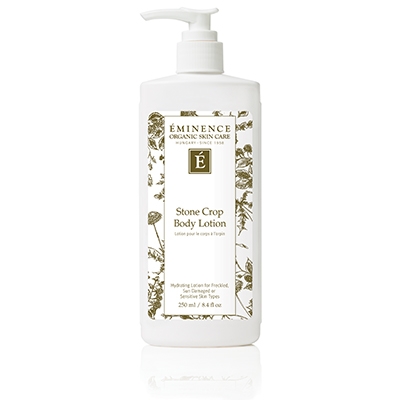 ÉMINENCE
ORGANIC SKIN CARE
HUNGARY · SINCE 1958
É
Stone Crop
Body Lotion
Lotion pour le corps à l'orpin
Hydrating Lotion for Freckled,
Sun Damaged or
Sensitive Skin Types
250 ml / 8.4 fl oz